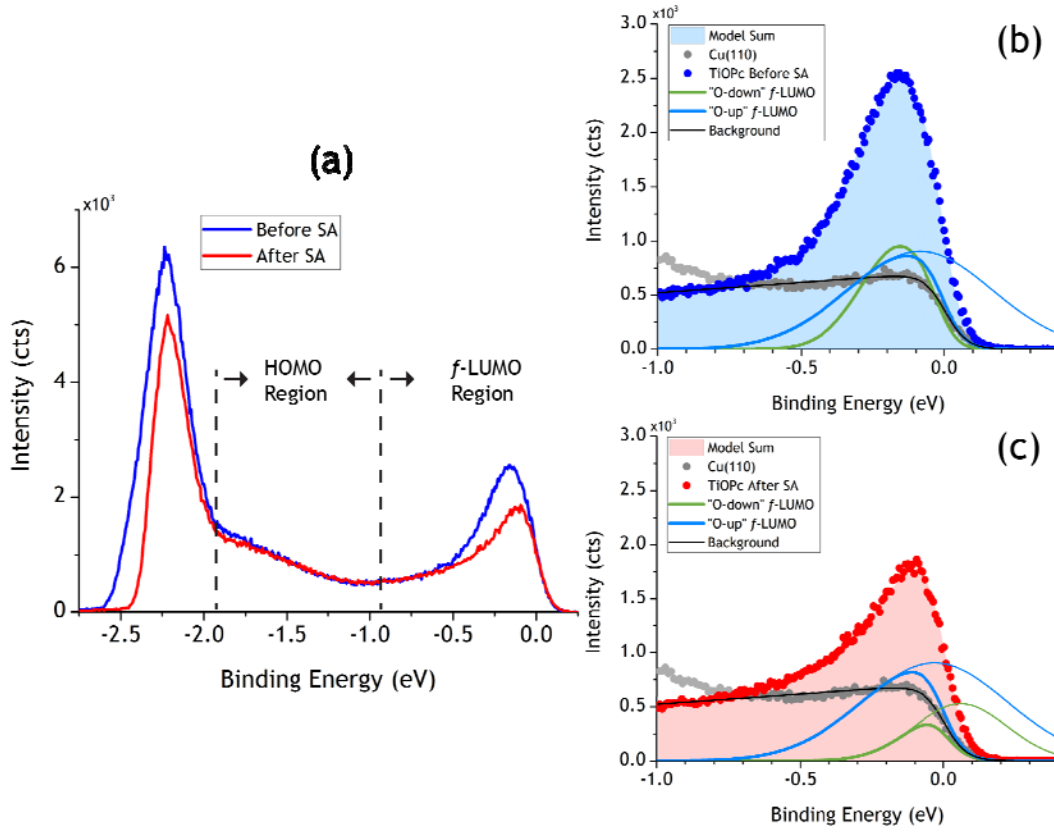 (a)
×10³
6
4
2
0
Intensity (cts)
Before SA
After SA
HOMO
Region
f-LUMO
Region
-2.5 -2.0 -1.5 -1.0 -0.5 0.0
Binding Energy (eV)
(b)
×10³
3.0
2.5
2.0
1.5
1.0
0.5
0.0
Intensity (cts)
Model Sum
Cu(110)
TiOPc Before SA
"O-down" f-LUMO
"O-up" f-LUMO
Background
-1.0 -0.5 0.0
Binding Energy (eV)
(c)
×10³
3.0
2.5
2.0
1.5
1.0
0.5
0.0
Intensity (cts)
Model Sum
Cu(110)
TiOPc After SA
"O-down" f-LUMO
"O-up" f-LUMO
Background
-1.0 -0.5 0.0
Binding Energy (eV)